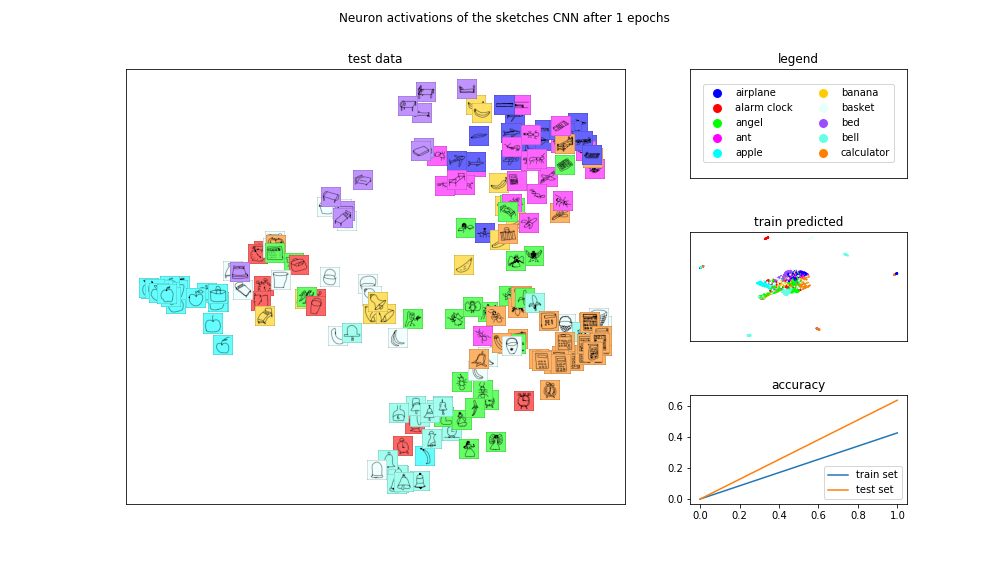 Neuron activations of the sketches CNN after 1 epochs
test data
legend
airplane
alarm clock
angel
ant
apple
banana
basket
bed
bell
calculator
train predicted
accuracy
0.6
0.4
0.2
0.0
train set
test set
0.0 0.2 0.4 0.6 0.8 1.0